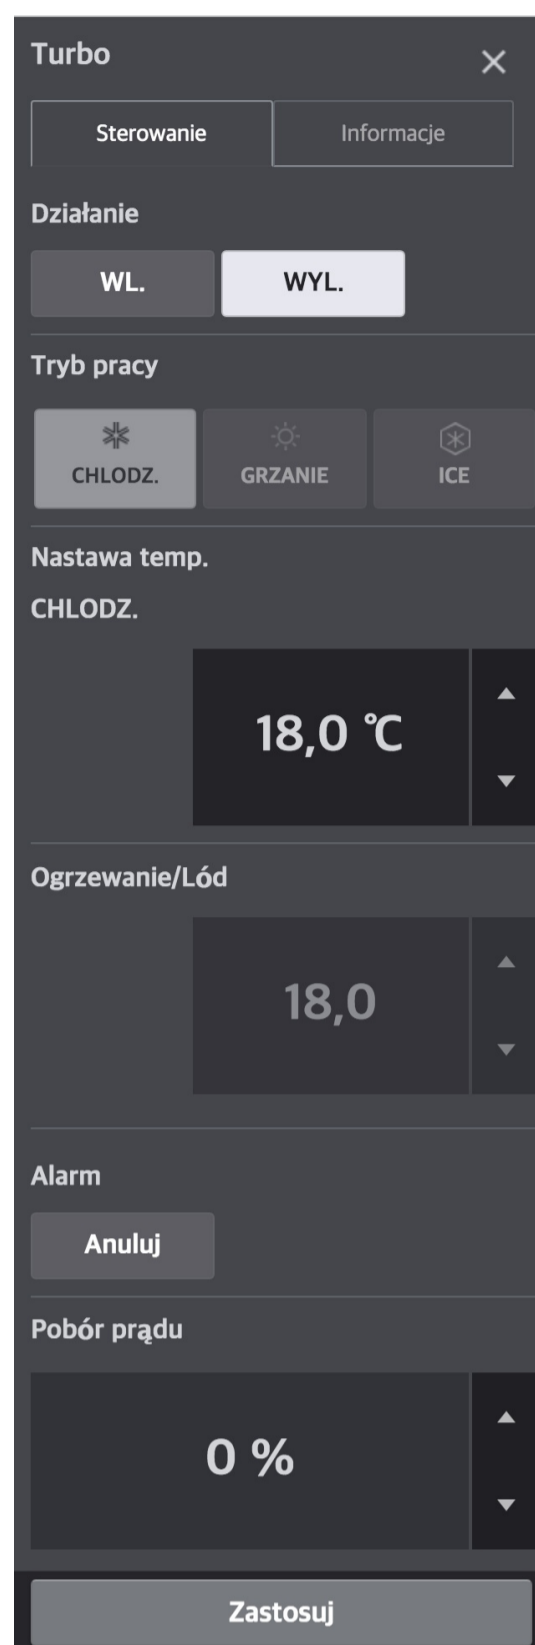 Turbo
Sterowanie
Informacje
Działanie
WL.
WYL.
Tryb pracy
CHLODZ.
GRZANIE
ICE
Nastawa temp.
CHLODZ.
18,0 °C
Ogrzewanie/Lód
18,0
Alarm
Anuluj
Pobór prądu
0 %
Zastosuj